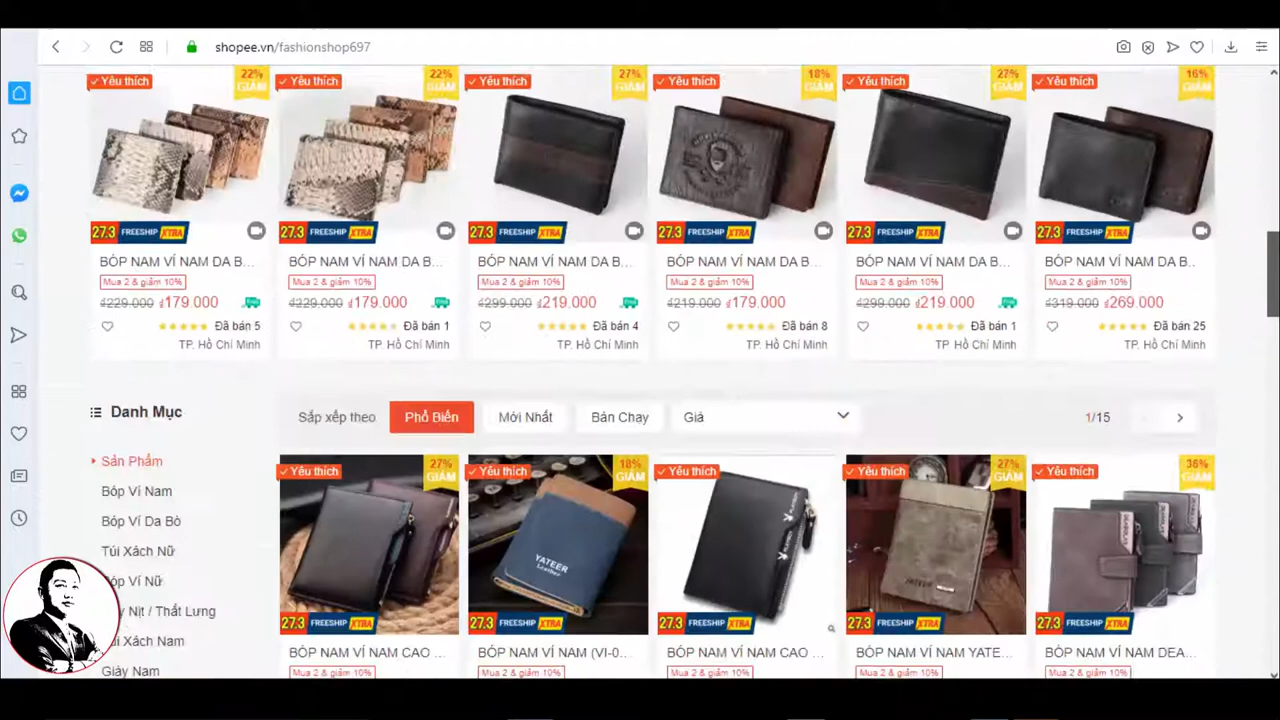 shopee.vn/fashionshop697
Yêu thích
22%
GIẢM
Yêu thích
22%
GIẢM
Yêu thích
27%
GIẢM
Yêu thích
18%
GIẢM
Yêu thích
27%
GIẢM
Yêu thích
16%
GIẢM
27.3 FREESHIP XTRA
27.3 FREESHIP XTRA
27.3 FREESHIP XTRA
27.3 FREESHIP XTRA
27.3 FREESHIP XTRA
27.3 FREESHIP XTRA
BÓP NAM VÍ NAM DA B...
BÓP NAM VÍ NAM DA B...
BÓP NAM VÍ NAM DA B...
BÓP NAM VÍ NAM DA B...
BÓP NAM VÍ NAM DA B...
BÓP NAM VÍ NAM DA B..
Mua 2 & giảm 10%
Mua 2 & giảm 10%
Mua 2 & giảm 10%
Mua 2 & giảm 10%
Mua 2 & giảm 10%
Mua 2 & giảm 10%
₫229.000 ₫179.000
₫229.000 ₫179.000
₫299.000 ₫219.000
₫219.000 ₫179.000
₫299.000 ₫219.000
₫319.000 ₫269.000
Đã bán 5
Đã bán 1
Đã bán 4
Đã bán 8
Đã bán 1
Đã bán 25
TP. Hồ Chí Minh
TP. Hồ Chí Minh
TP. Hồ Chí Minh
TP. Hồ Chí Minh
TP. Hồ Chí Minh
TP. Hồ Chí Minh
Danh Mục
Sắp xếp theo Phổ Biến Mới Nhất Bán Chạy Giá 1/15
Sản Phẩm
Bóp Ví Nam
Bóp Ví Da Bò
Túi Xách Nữ
Bóp Ví Nữ
Nịt / Thắt Lưng
Túi Xách Nam
Giày Nam
Yêu thích
27%
GIẢM
Yêu thích
18%
GIẢM
Yêu thích
Yêu thích
27%
GIẢM
Yêu thích
36%
GIẢM
YATEER
Leather
PLAYBOY
YATEER
27.3 FREESHIP XTRA
27.3 FREESHIP XTRA
27.3 FREESHIP XTRA
27.3 FREESHIP XTRA
27.3 FREESHIP XTRA
BÓP NAM VÍ NAM CAO ...
BÓP NAM VÍ NAM (VI-0...
BÓP NAM VÍ NAM CAO ...
BÓP NAM VÍ NAM YATE...
BÓP NAM VÍ NAM DEA...
Mua 2 & giảm 10%
Mua 2 & giảm 10%
Mua 2 & giảm 10%
Mua 2 & giảm 10%
Mua 2 & giảm 10%